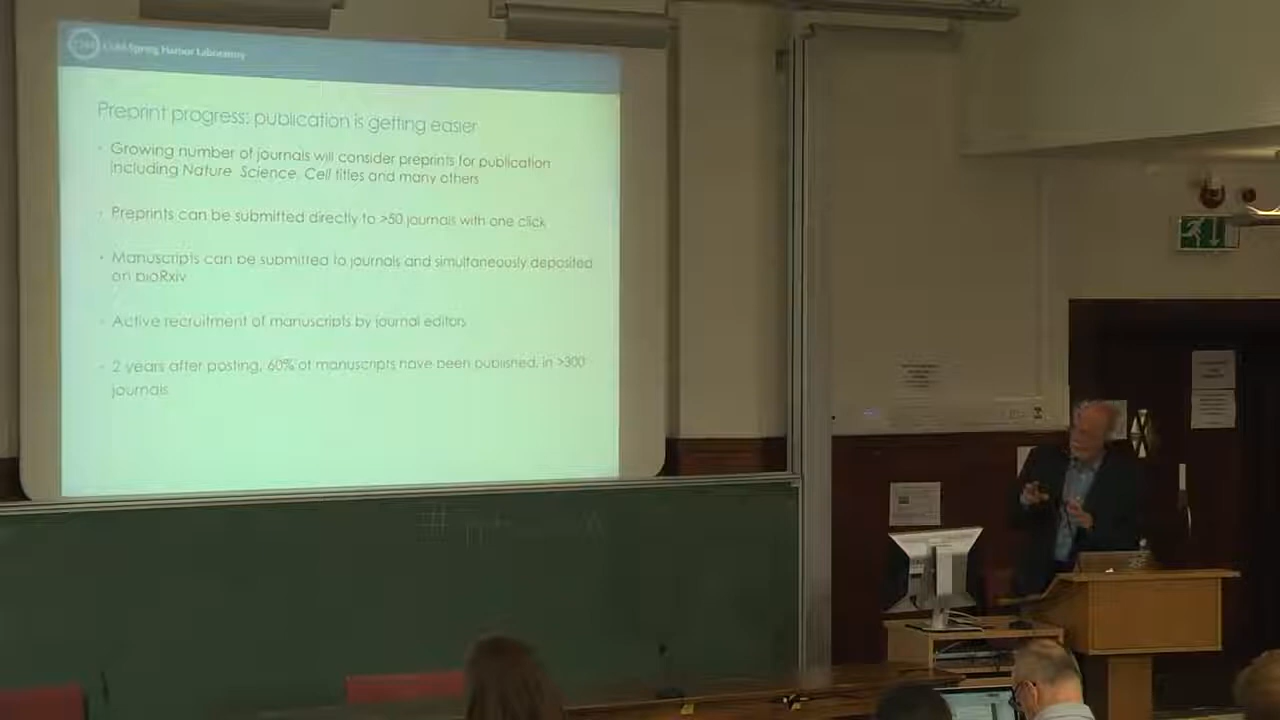 Cold Spring Harbor Laboratory
Preprint progress: publication is getting easier
Growing number of journals will consider preprints for publication
including Nature Science, Cell titles and many others
Preprints can be submitted directly to >50 journals with one click
Manuscripts can be submitted to journals and simultaneously deposited
on bioRxiv
Active recruitment of manuscripts by journal editors
2 years after posting, 60% of manuscripts have been published, in >300
journals